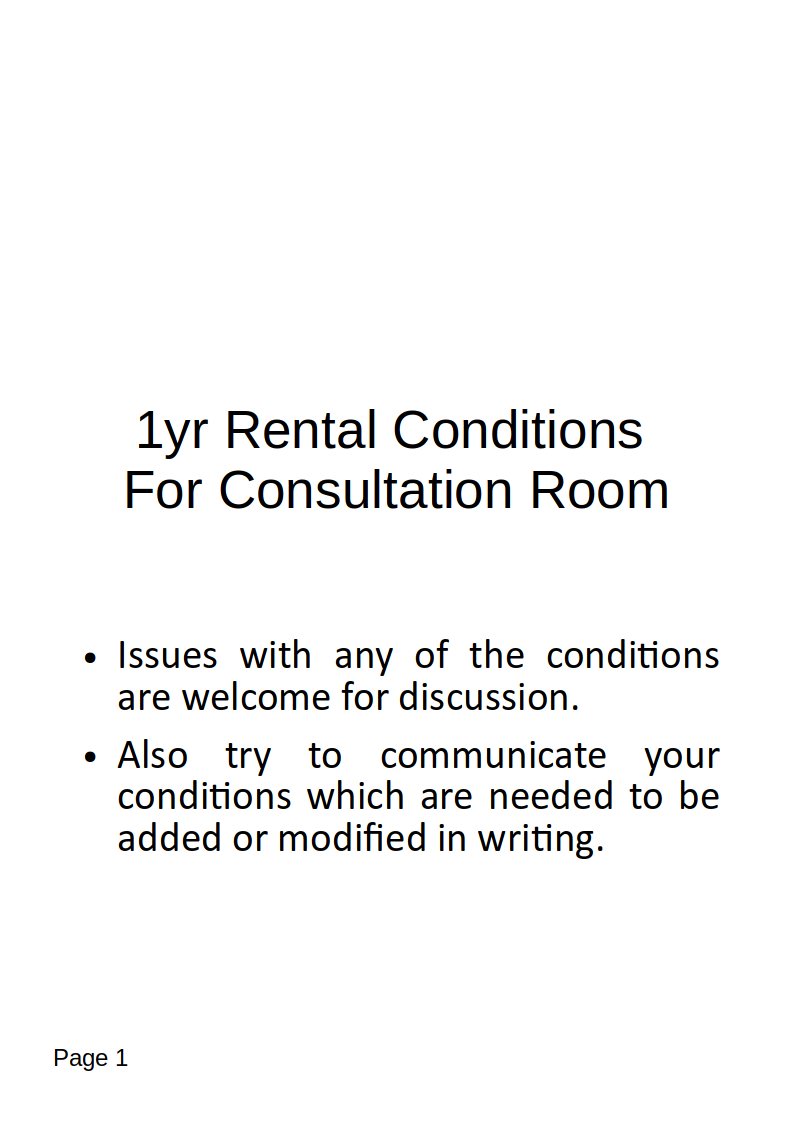 1yr Rental Conditions
For Consultation Room
• Issues with any of the conditions
are welcome for discussion.
• Also try to communicate your
conditions which are needed to be
added or modified in writing.
Page 1